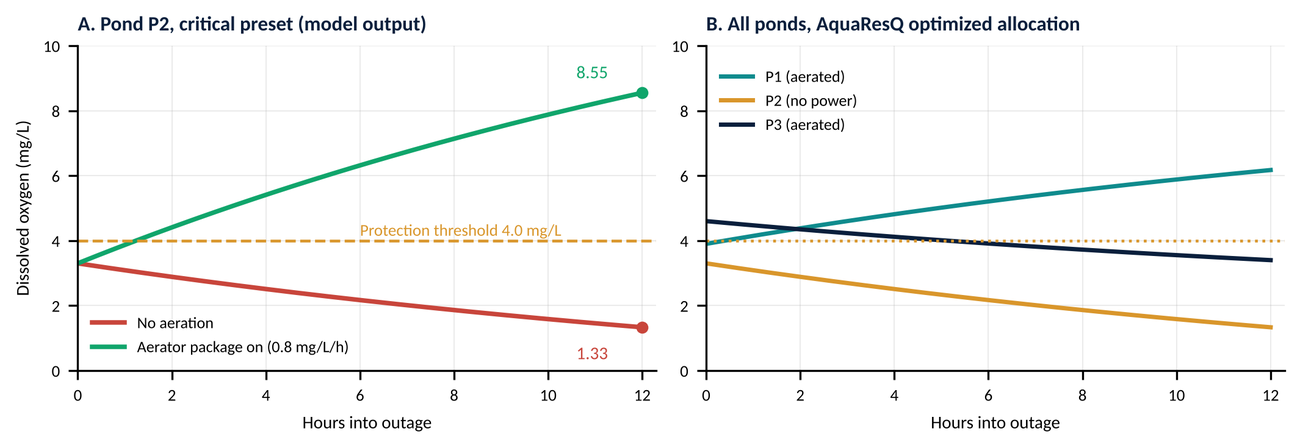 A. Pond P2, critical preset (model output)
10
8
6
4
2
0
Dissolved oxygen (mg/L)
8.55
Protection threshold 4.0 mg/L
No aeration
Aerator package on (0.8 mg/L/h)
1.33
0 2 4 6 8 10 12
Hours into outage
B. All ponds, AquaResQ optimized allocation
10
8
6
4
2
0
P1 (aerated)
P2 (no power)
P3 (aerated)
0 2 4 6 8 10 12
Hours into outage